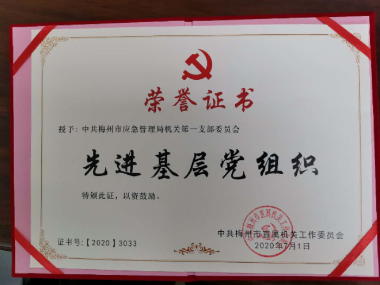 荣誉证书
授予:中共梅州市应急管理局机关第一支部委员会
先进基层党组织
特颁此证,以资鼓励。
中共梅州市直属机关工作委员会
2020年7月1日
证书号:【2020】3033